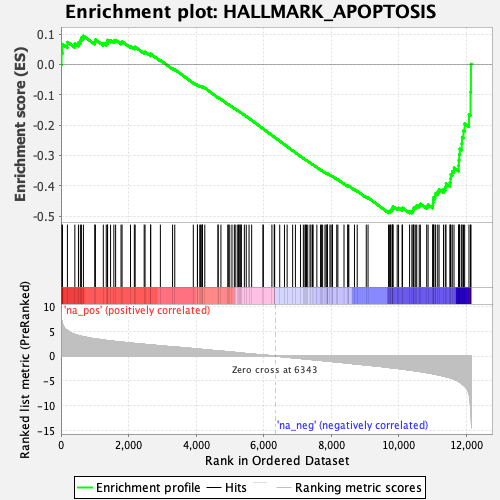 Enrichment plot: HALLMARK_APOPTOSIS
Enrichment score (ES)
0.1
0.0
-0.1
-0.2
-0.3
-0.4
-0.5
'na_pos' (positively correlated)
Ranked list metric (PreRanked)
10
5
0
-5
-10
-15
Zero cross at 6343
'na_neg' (negatively correlated)
0
2,000
4,000
6,000
8,000
10,000
12,000
Rank in Ordered Dataset
Enrichment profile
Hits
Ranking metric scores